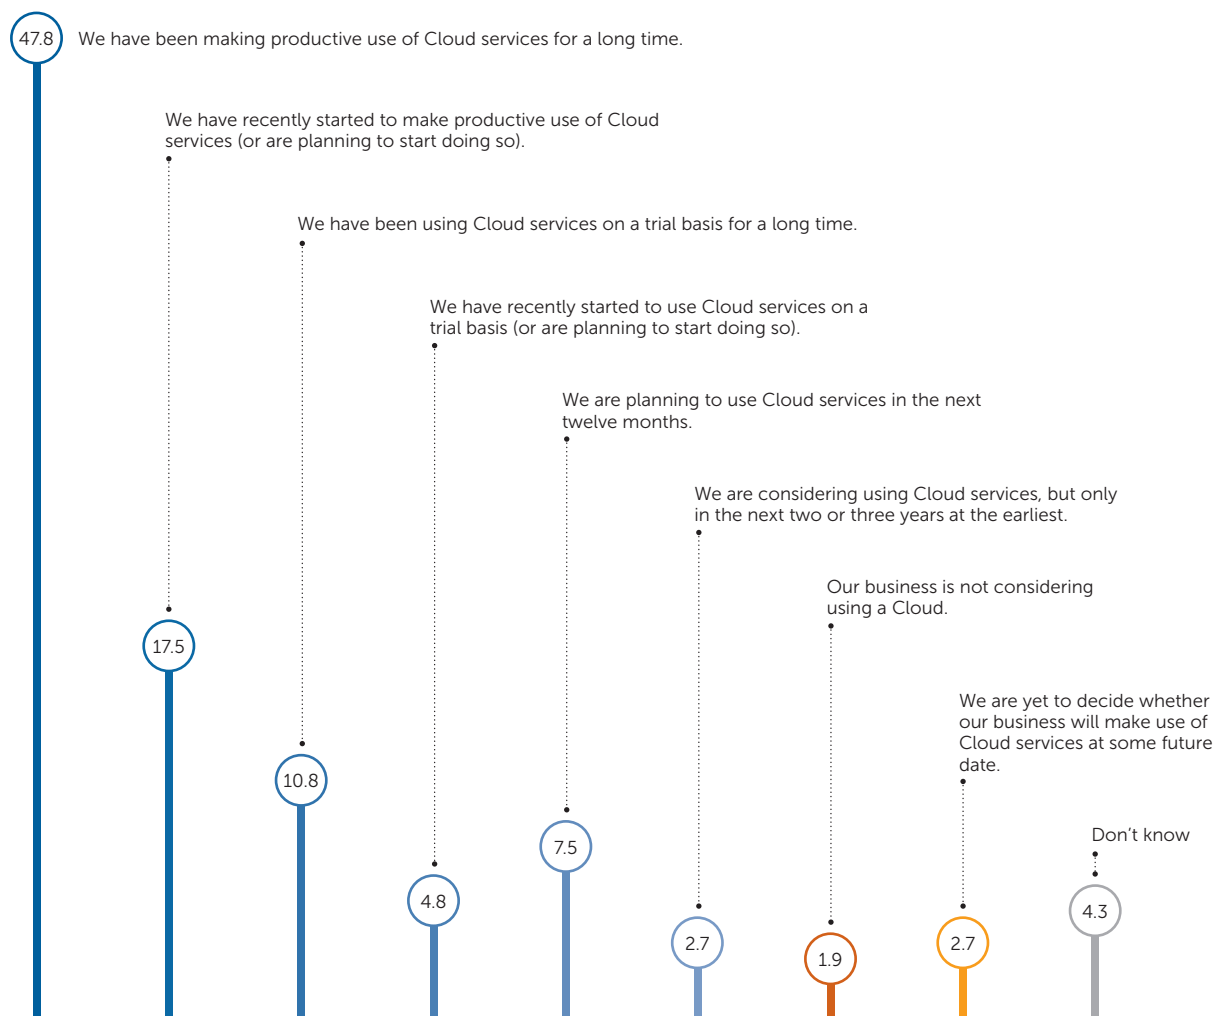 47.8 We have been making productive use of Cloud services for a long time.
We have recently started to make productive use of Cloud
services (or are planning to start doing so).
We have been using Cloud services on a trial basis for a long time.
We have recently started to use Cloud services on a
trial basis (or are planning to start doing so).
We are planning to use Cloud services in the next
twelve months.
We are considering using Cloud services, but only
in the next two or three years at the earliest.
Our business is not considering
using a Cloud.
17.5
We are yet to decide whether
our business will make use of
Cloud services at some future
date.
10.8
Don’t know
7.5
4.8
4.3
2.7
2.7
1.9